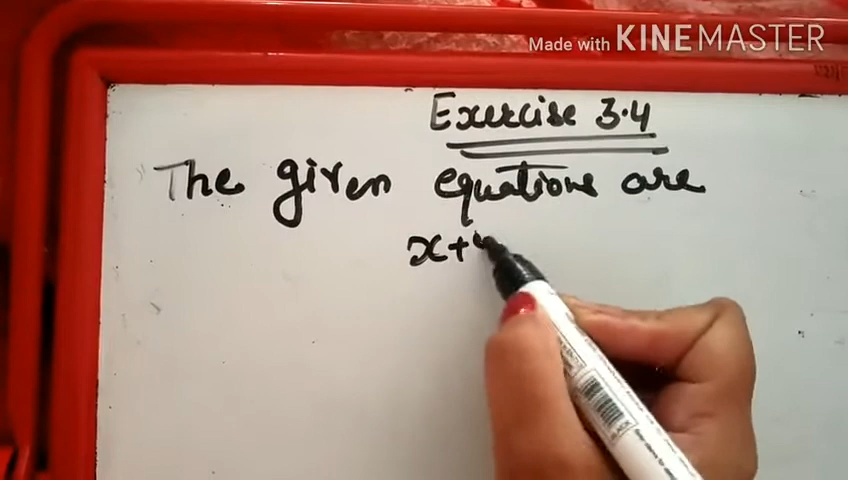 Made with KINEMASTER
Exercise 3.4
The given equations are
x+